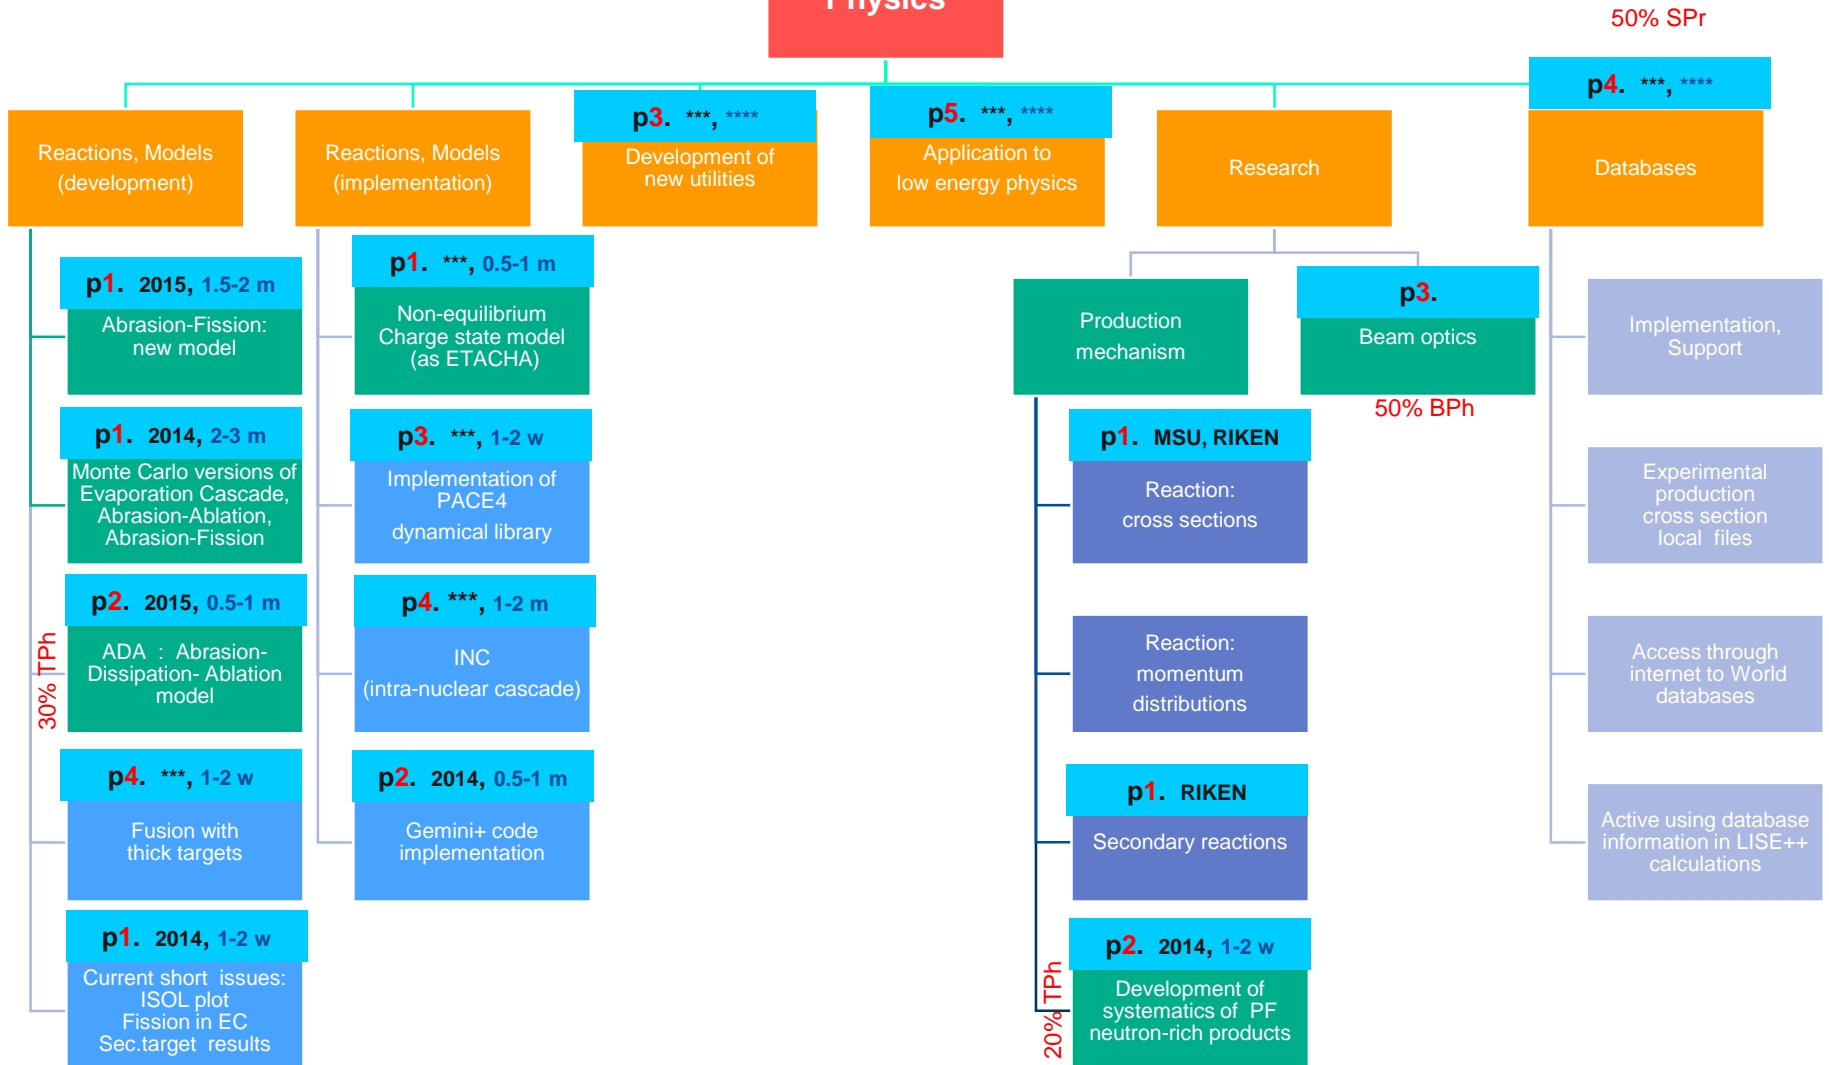 Physics
50% SPr
Reactions, Models
(development)
p1. 2015, 1.5-2 m
Abrasion-Fission:
new model
p1. 2014, 2-3 m
Monte Carlo versions of
Evaporation Cascade,
Abrasion-Ablation,
Abrasion-Fission
p2. 2015, 0.5-1 m
ADA : Abrasion-
Dissipation- Ablation
model
30% TPh
p4. ***, 1-2 w
Fusion with
thick targets
p1. 2014, 1-2 w
Current short issues:
ISOL plot
Fission in EC
Sec.target results
Reactions, Models
(implementation)
p1. ***, 0.5-1 m
Non-equilibrium
Charge state model
(as ETACHA)
p3. ***, 1-2 w
Implementation of
PACE4
dynamical library
p4. ***, 1-2 m
INC
(intra-nuclear cascade)
p2. 2014, 0.5-1 m
Gemini+ code
implementation
p3. ***, ****
Development of
new utilities
p5. ***, ****
Application to
low energy physics
Research
Production
mechanism
p1. MSU, RIKEN
Reaction:
cross sections
Reaction:
momentum
distributions
p1. RIKEN
Secondary reactions
p2. 2014, 1-2 w
Development of
systematics of PF
neutron-rich products
20% TPh
p3.
Beam optics
50% BPh
p4. ***, ****
Databases
Implementation,
Support
Experimental
production
cross section
local files
Access through
internet to World
databases
Active using database
information in LISE++
calculations